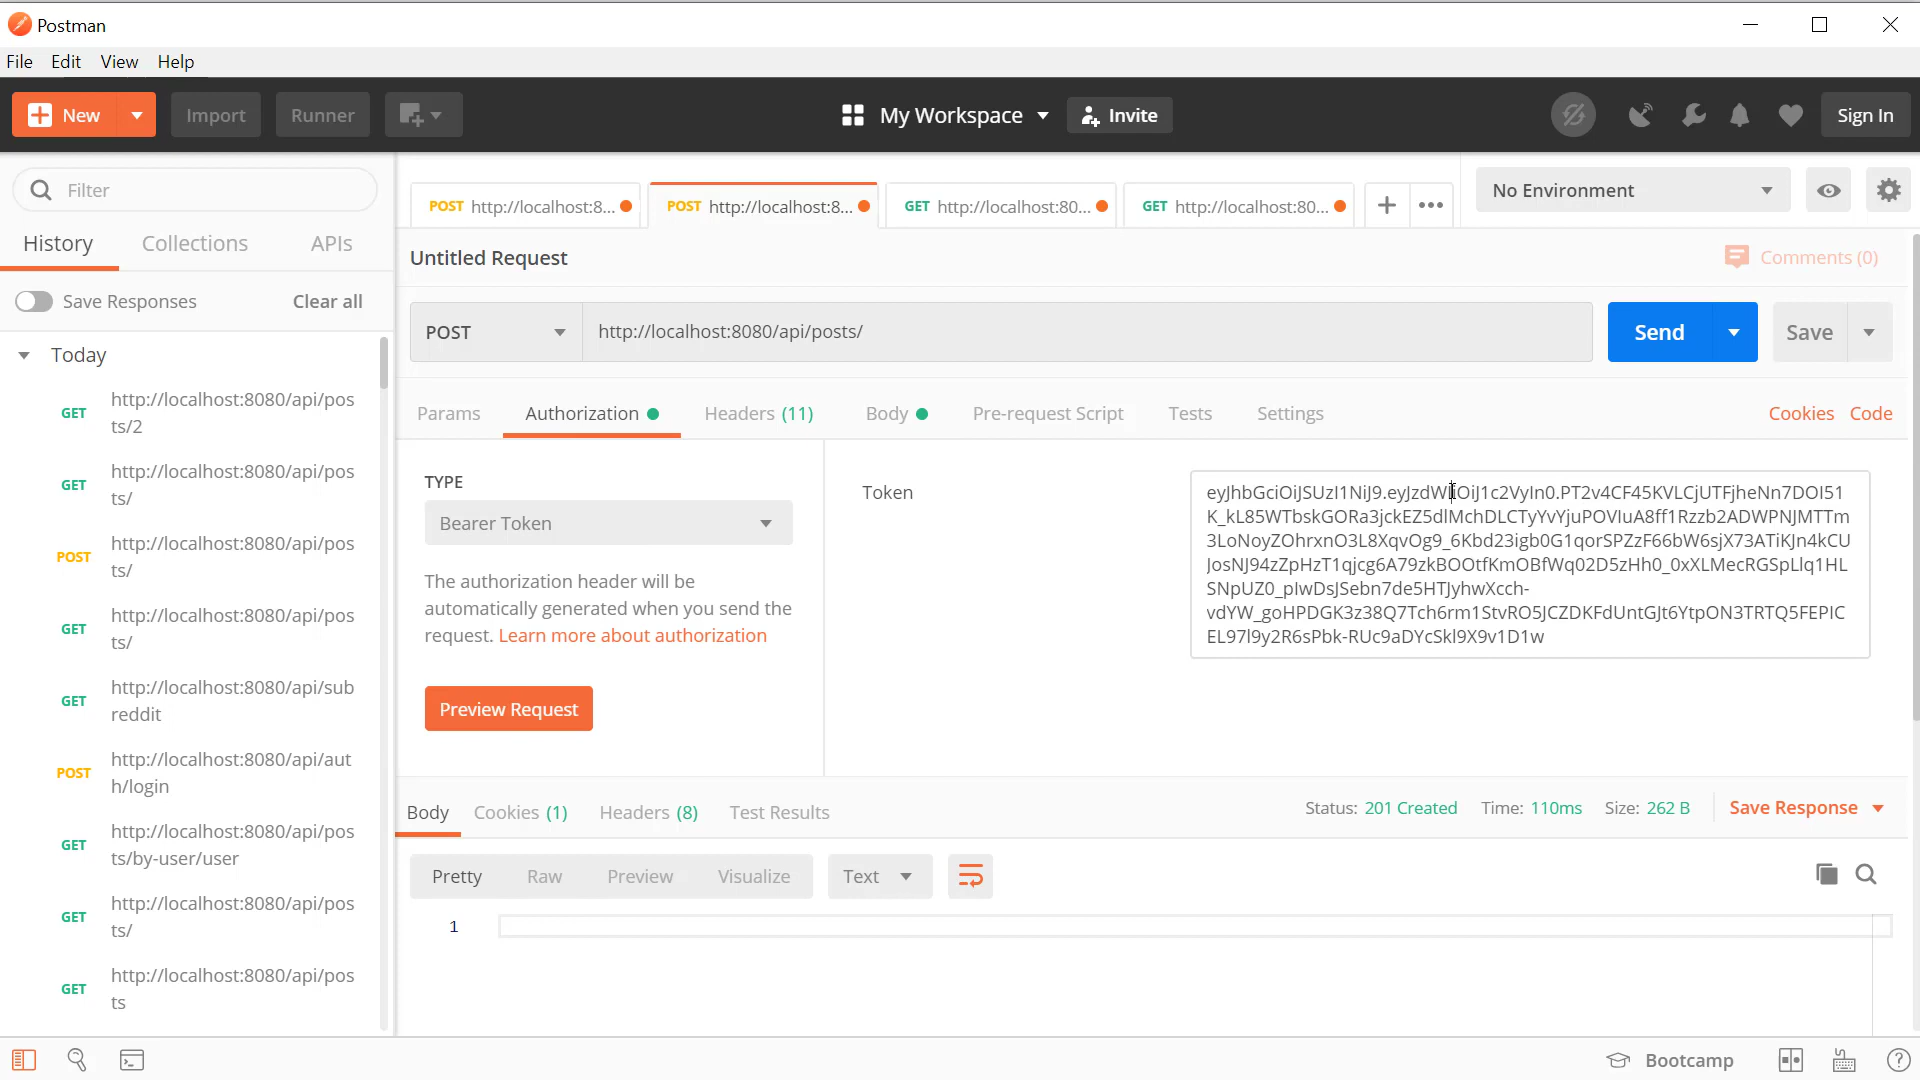 Postman
File Edit View Help
New Import Runner My Workspace Invite Sign In
Filter
History Collections APIs
Save Responses Clear all
Today
GET http://localhost:8080/api/pos
ts/2
GET http://localhost:8080/api/pos
ts/
POST http://localhost:8080/api/pos
ts/
GET http://localhost:8080/api/pos
ts/
GET http://localhost:8080/api/sub
reddit
POST http://localhost:8080/api/aut
h/login
GET http://localhost:8080/api/pos
ts/by-user/user
GET http://localhost:8080/api/pos
ts/
GET http://localhost:8080/api/pos
ts
POST http://localhost:8... POST http://localhost:8... GET http://localhost:80... GET http://localhost:80... No Environment
Untitled Request Comments (0)
POST http://localhost:8080/api/posts/ Send Save
Params Authorization Headers (11) Body Pre-request Script Tests Settings Cookies Code
TYPE
Bearer Token
The authorization header will be
automatically generated when you send the
request. Learn more about authorization
Preview Request
Token
K_kL85WTbskGORa3jckEZ5dlMchDLCTyYvYjuPOVIuA8ff1Rzzb2ADWPNJMTTm
3LoNoyZOhrxnO3L8XqvOg9_6Kbd23igb0G1qorSPZzF66bW6sjX73ATiKJn4kCU
JosNJ94zZpHzT1qjcg6A79zkBOOtfKmOBfWq02D5zHh0_0xXLMecRGSpLlq1HL
SNpUZ0_pIwDsJSebn7de5HTJyhwXcch-
vdYW_goHPDGK3z38Q7Tch6rm1StvRO5JCZDKFdUntGJt6YtpON3TRTQ5FEPIC
EL97l9y2R6sPbk-RUc9aDYcSkl9X9v1D1w
Body Cookies (1) Headers (8) Test Results Status: 201 Created Time: 110ms Size: 262 B Save Response
Pretty Raw Preview Visualize Text
1
Bootcamp